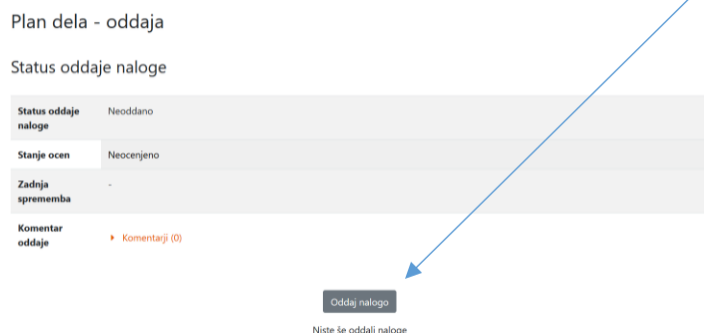 Plan dela - oddaja
Status oddaje naloge
Status oddaje naloge Neoddano
Stanje ocen Neocenjeno
Zadnja sprememba -
Komentar oddaje Komentarji (0)
Oddaj nalogo
Niste še oddali naloge